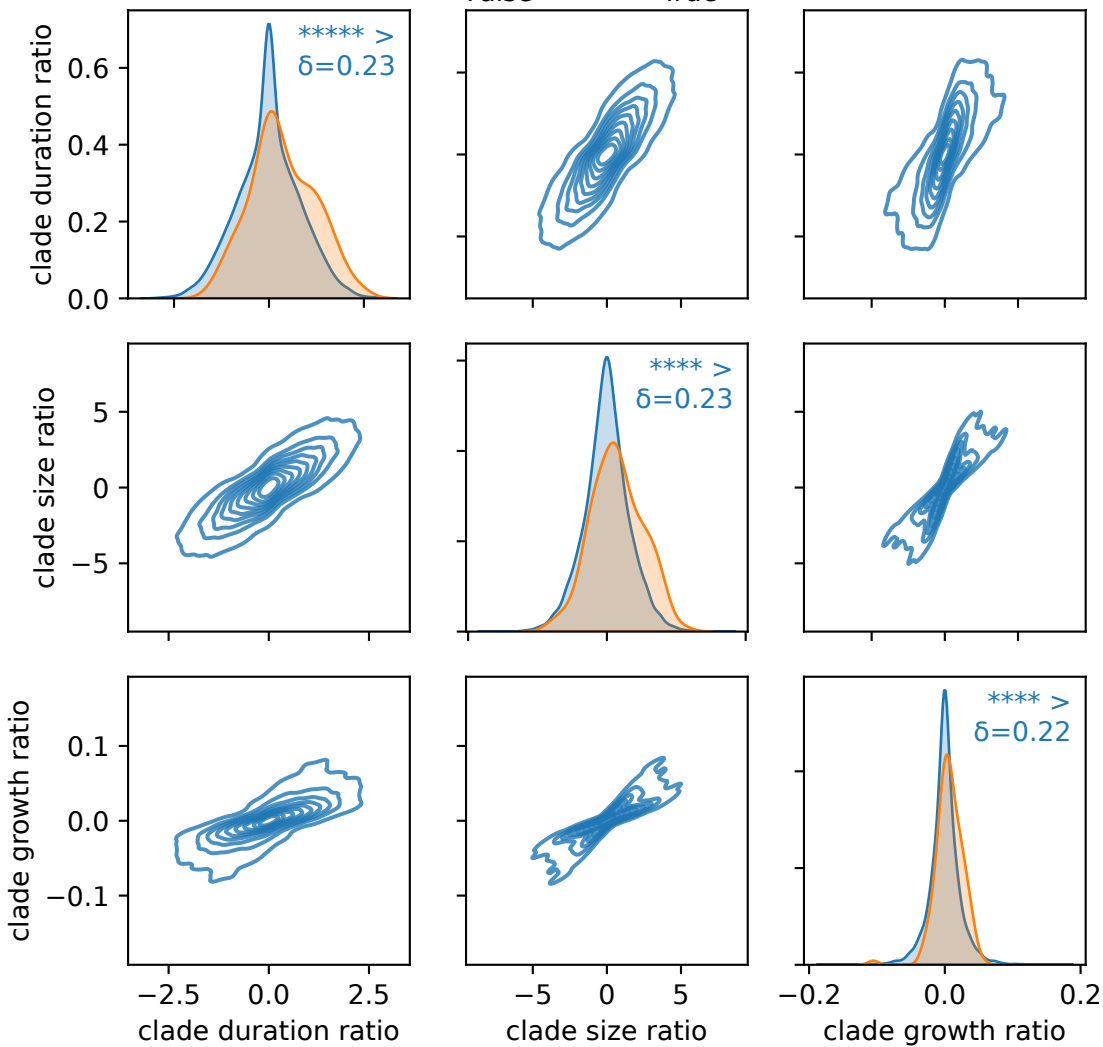 ***** >
δ=0.23
clade duration ratio
0.6
0.4
0.2
0.0
**** >
δ=0.23
clade size ratio
5
0
−5
**** >
δ=0.22
clade growth ratio
0.1
0.0
−0.1
−2.5 0.0 2.5
−5 0 5
−0.2 0.0 0.2
clade duration ratio
clade size ratio
clade growth ratio